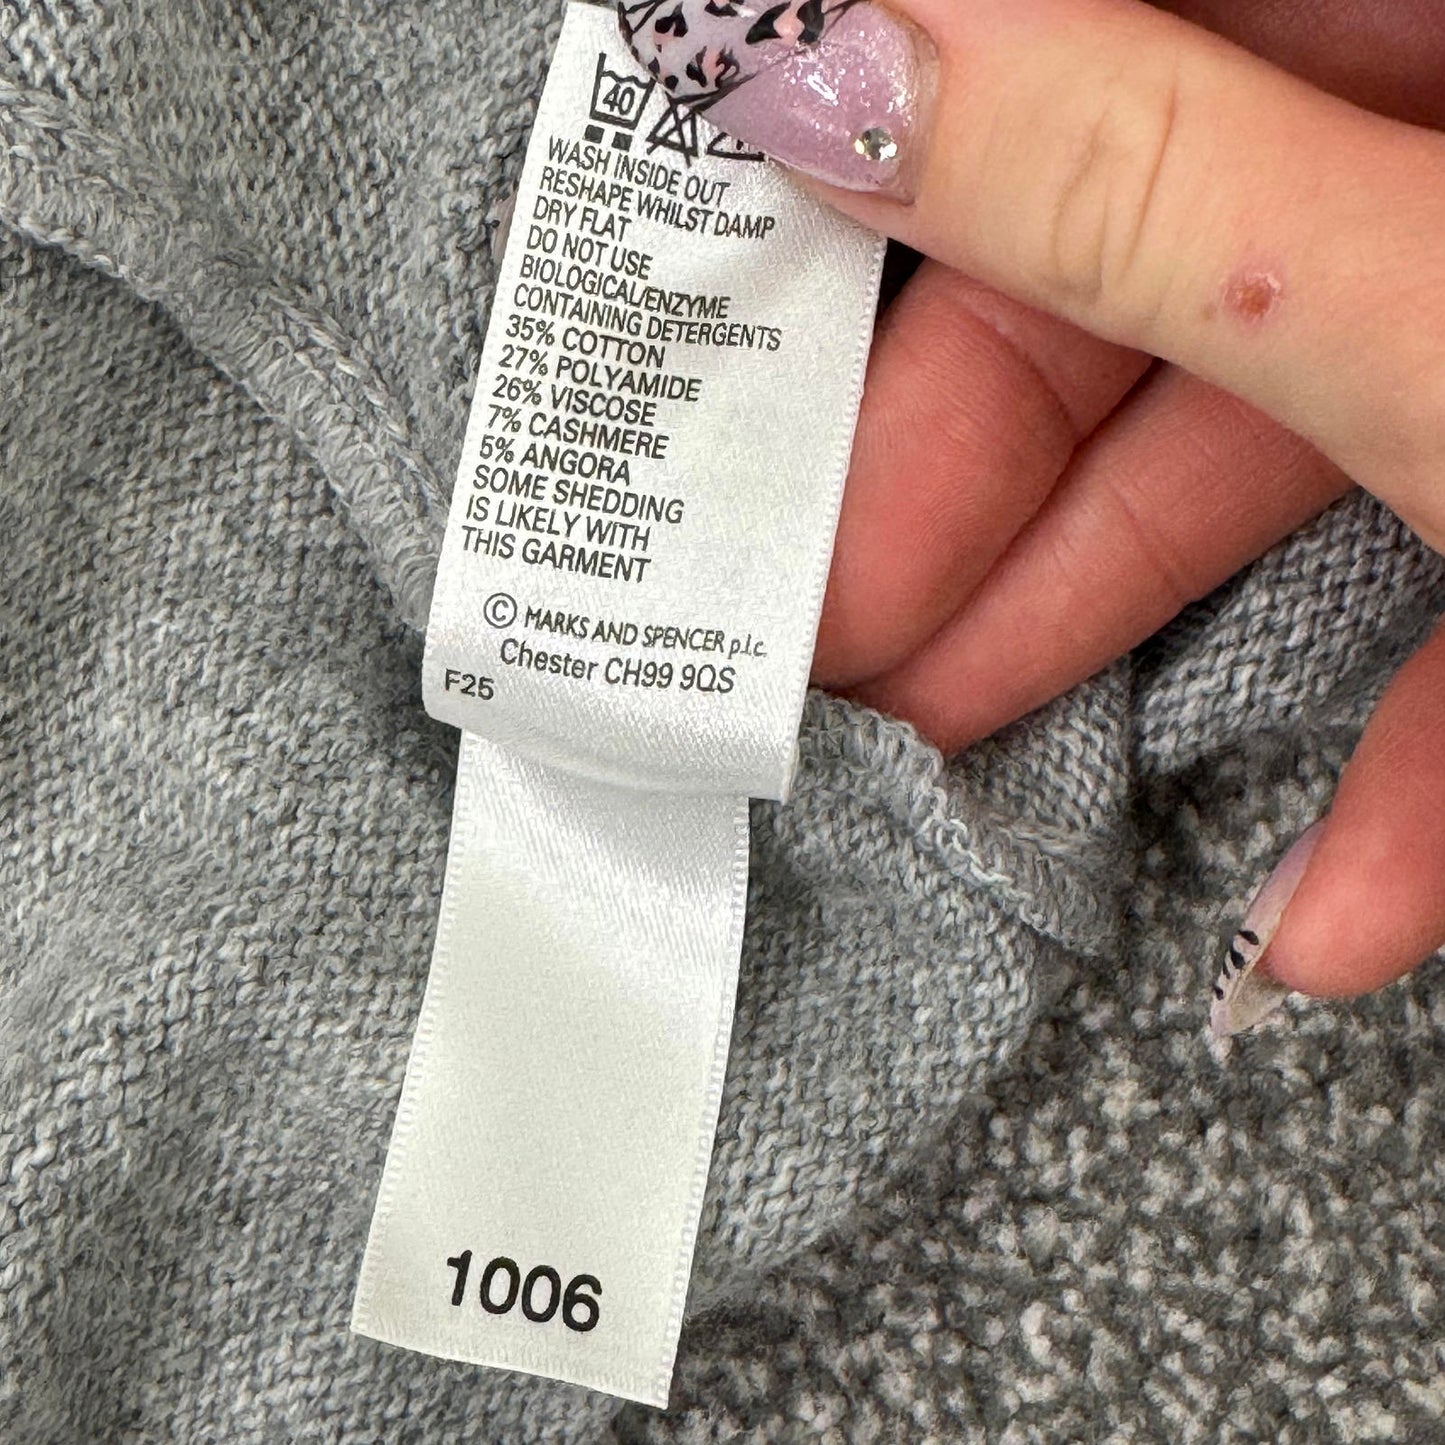 40
WASH INSIDE OUT
RESHAPE WHILST DAMP
DRY FLAT
DO NOT USE
BIOLOGICAL/ENZYME
CONTAINING DETERGENTS
35% COTTON
27% POLYAMIDE
26% VISCOSE
7% CASHMERE
5% ANGORA
SOME SHEDDING
IS LIKELY WITH
THIS GARMENT
© MARKS AND SPENCER p.l.c.
Chester CH99 9QS
F25
1006